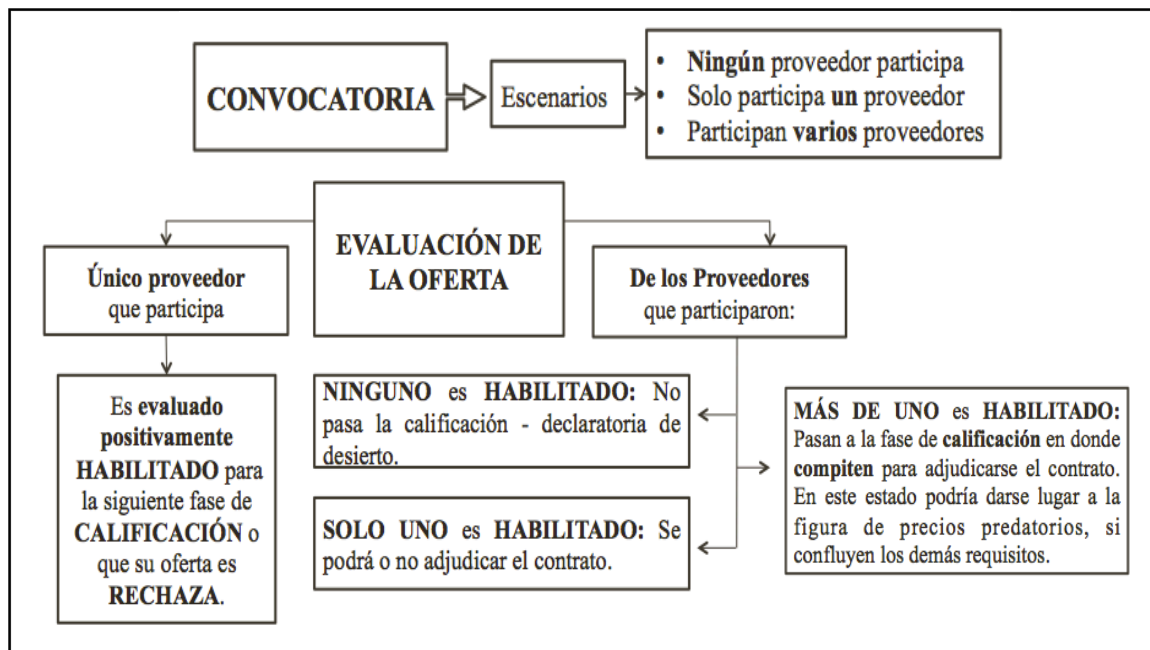 CONVOCATORIA
Escenarios
• Ningún proveedor participa
• Solo participa un proveedor
• Participan varios proveedores
EVALUACIÓN DE
LA OFERTA
Único proveedor
que participa
De los Proveedores
que participaron:
Es evaluado
positivamente
HABILITADO para
la siguiente fase de
CALIFICACIÓN o
que su oferta es
RECHAZA.
NINGUNO es HABILITADO: No
pasa la calificación - declaratoria de
desierto.
SOLO UNO es HABILITADO: Se
podrá o no adjudicar el contrato.
MÁS DE UNO es HABILITADO:
Pasan a la fase de calificación en donde
compiten para adjudicarse el contrato.
En este estado podría darse lugar a la
figura de precios predatorios, si
confluyen los demás requisitos.